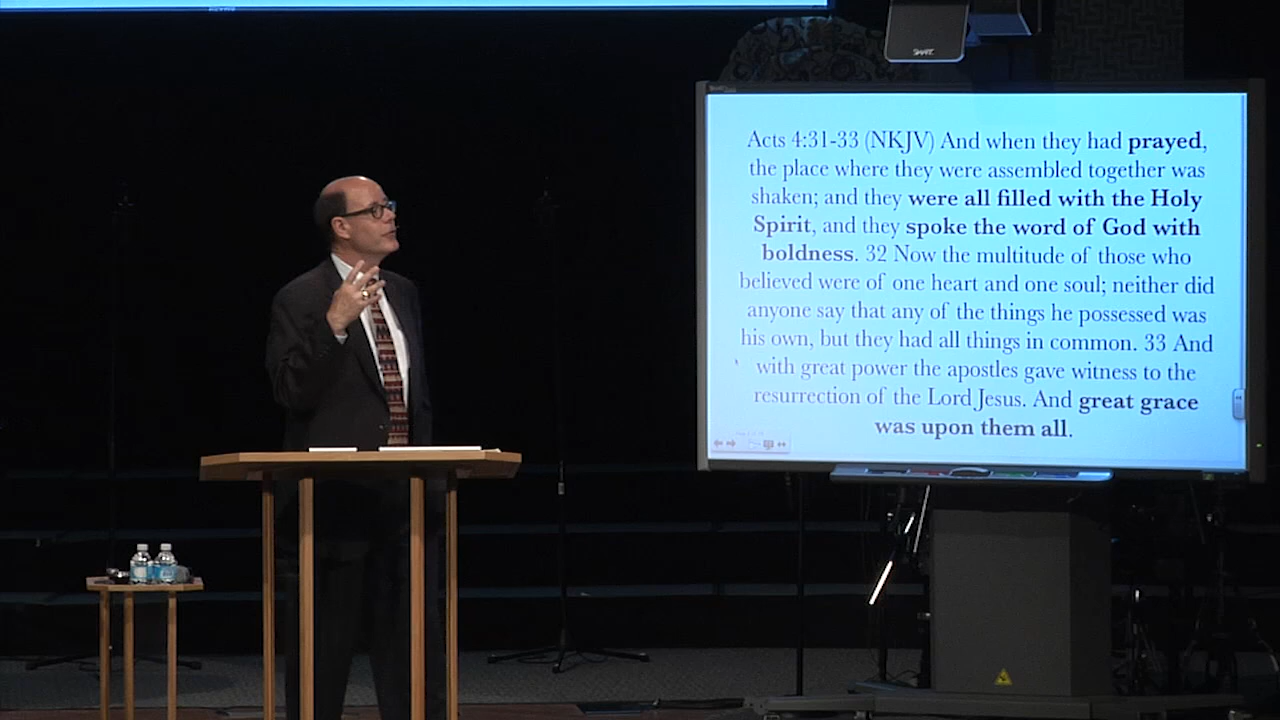 SMART
Acts 4:31-33 (NKJV) And when they had prayed,
the place where they were assembled together was
shaken; and they were all filled with the Holy
Spirit, and they spoke the word of God with
boldness. 32 Now the multitude of those who
believed were of one heart and one soul; neither did
anyone say that any of the things he possessed was
his own, but they had all things in common. 33 And
with great power the apostles gave witness to the
resurrection of the Lord Jesus. And great grace
was upon them all.